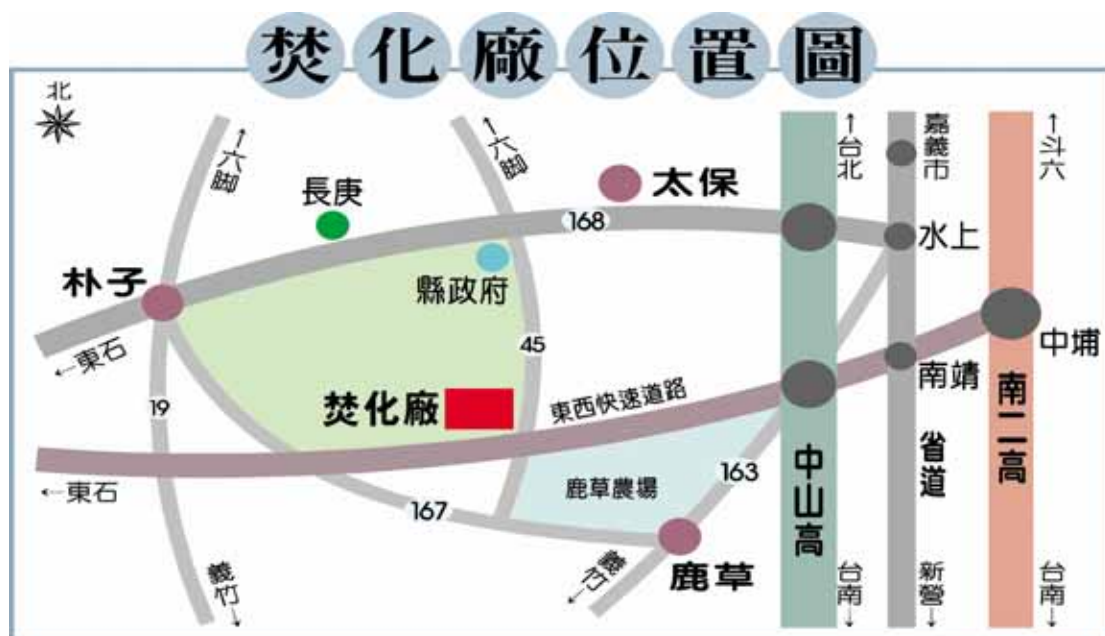 焚化廠位置圖
北
←六腳
←六腳
←台北
嘉義市
←斗六
長庚
太保
168
水上
朴子
縣政府
←東石
45
中埔
南靖
19
焚化廠
東西快速道路
←東石
167
鹿草農場
163
中山高
省道
南二高
鹿草
義竹→
義竹→
台南→
新營→
台南→